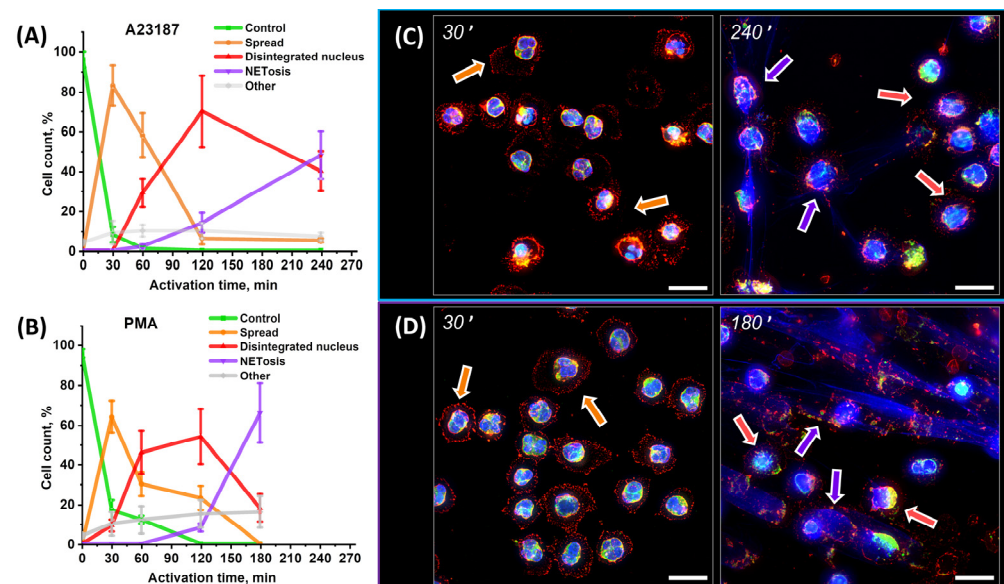 (A)
A23187
Control
Spread
Disintegrated nucleus
NETosis
Other
Cell count, %
100
80
60
40
20
0
0 30 60 90 120 150 180 210 240 270
Activation time, min
(B)
PMA
Control
Spread
Disintegrated nucleus
NETosis
Other
Cell count, %
100
80
60
40
20
0
0 30 60 90 120 150 180 210 240 270
Activation time, min
(C)
30’
240’
(D)
30’
180’